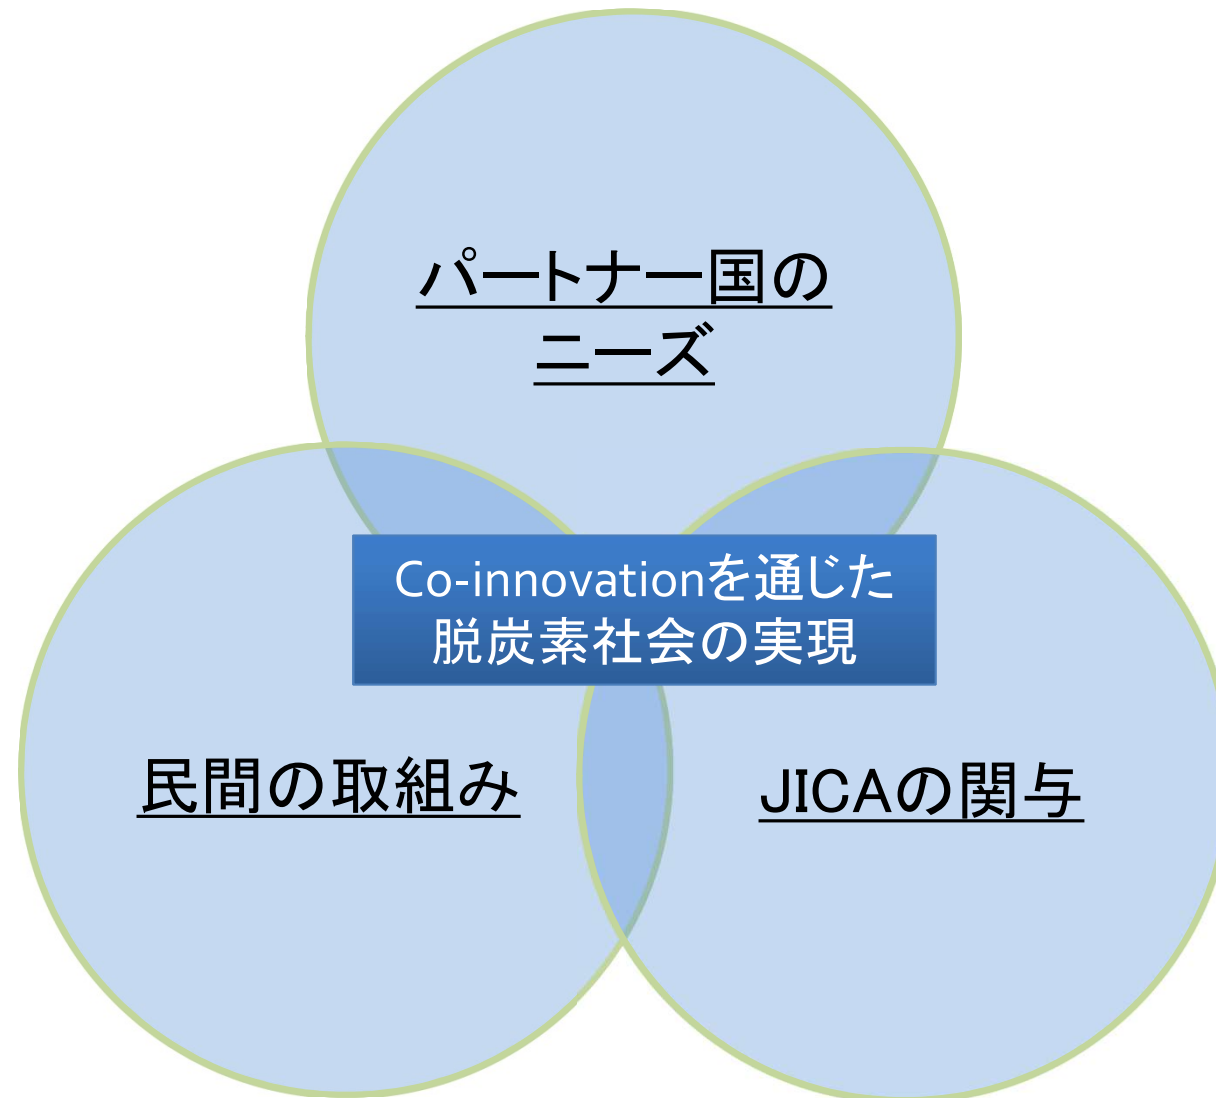 パートナー国の
ニーズ
Co-innovationを通じた
脱炭素社会の実現
民間の取組み
JICAの関与